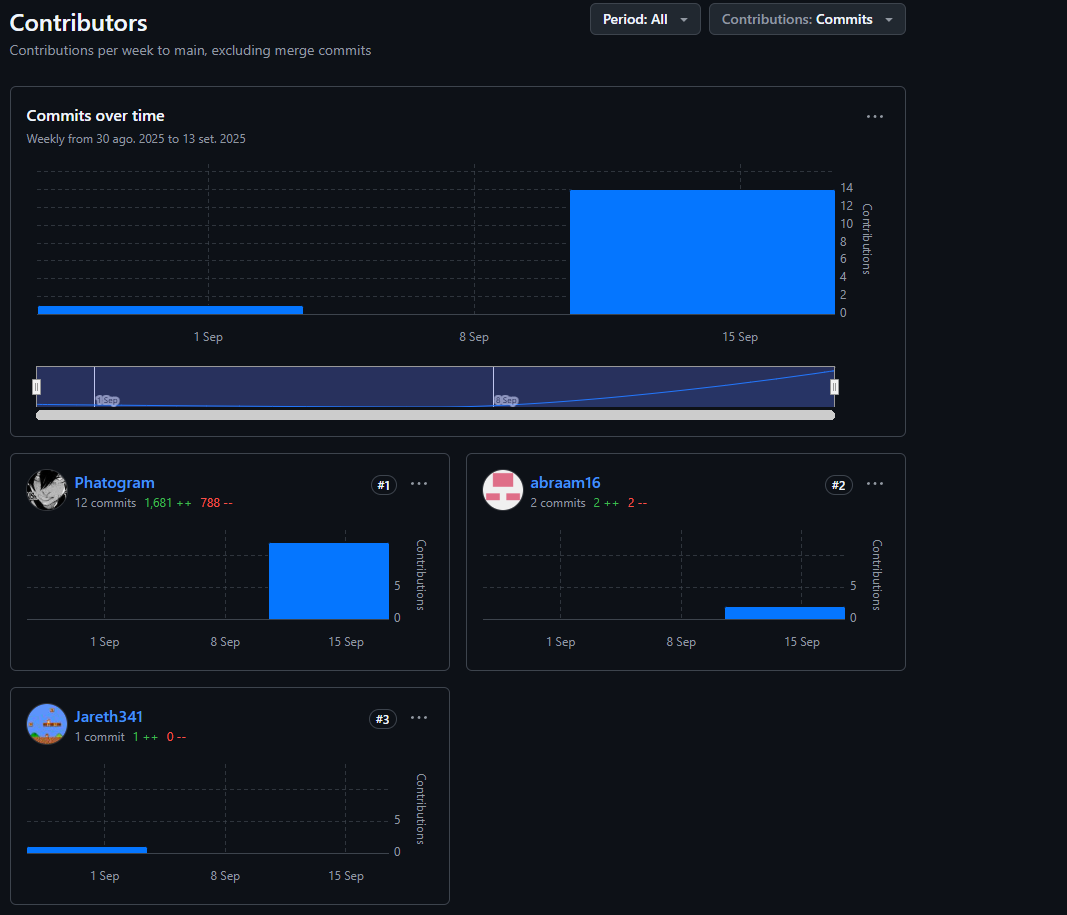 Contributors
Period: All
Contributions: Commits
Contributions per week to main, excluding merge commits
Commits over time
Weekly from 30 ago. 2025 to 13 set. 2025
14
12
10
8
6
4
2
0
Contributions
1 Sep
8 Sep
15 Sep
1 Sep
8 Sep
Phatogram
#1
12 commits 1,681 ++ 788 --
Contributions
5
0
1 Sep
8 Sep
15 Sep
abraam16
#2
2 commits 2 ++ 2 --
Contributions
5
0
1 Sep
8 Sep
15 Sep
Jareth341
#3
1 commit 1 ++ 0 --
Contributions
5
0
1 Sep
8 Sep
15 Sep